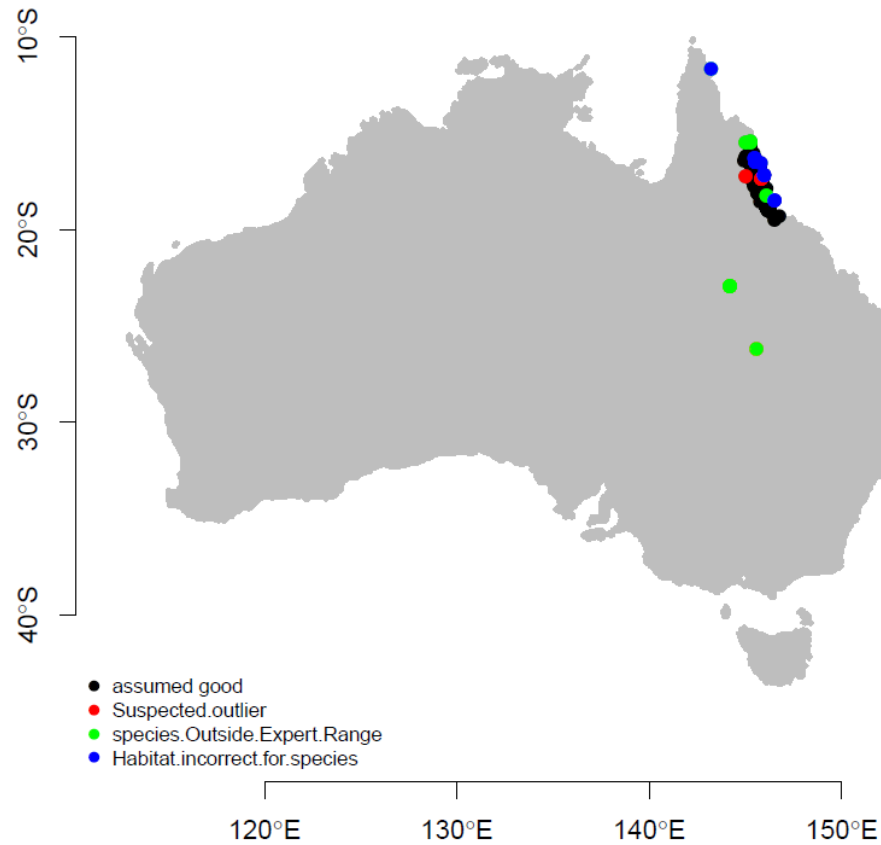 10°S
20°S
30°S
40°S
assumed good
Suspected.outlier
species.Outside.Expert.Range
Habitat.incorrect.for.species
120°E 130°E 140°E 150°E